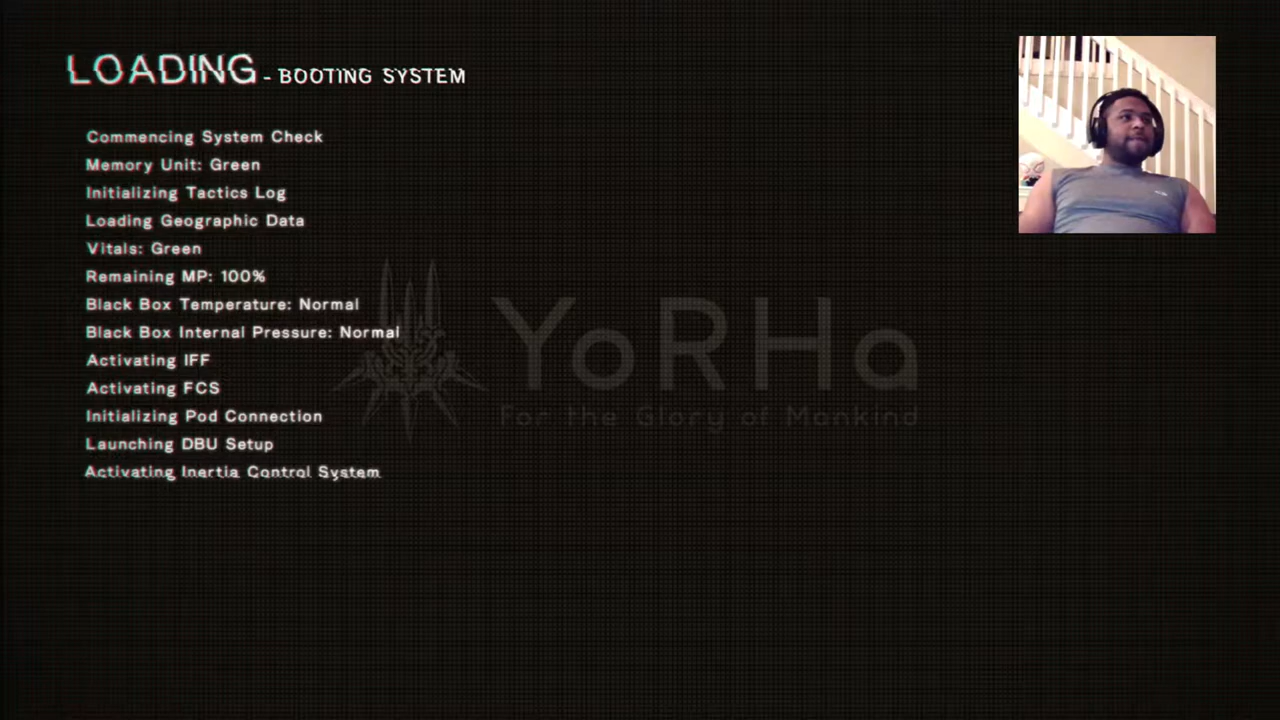 LOADING - BOOTING SYSTEM
Commencing System Check
Memory Unit: Green
Initializing Tactics Log
Loading Geographic Data
Vitals: Green
Remaining MP: 100%
Black Box Temperature: Normal
Black Box Internal Pressure: Normal
Activating IFF
Activating FCS
Initializing Pod Connection
Launching DBU Setup
Activating Inertia Control System
YoRHa
For the Glory of Mankind